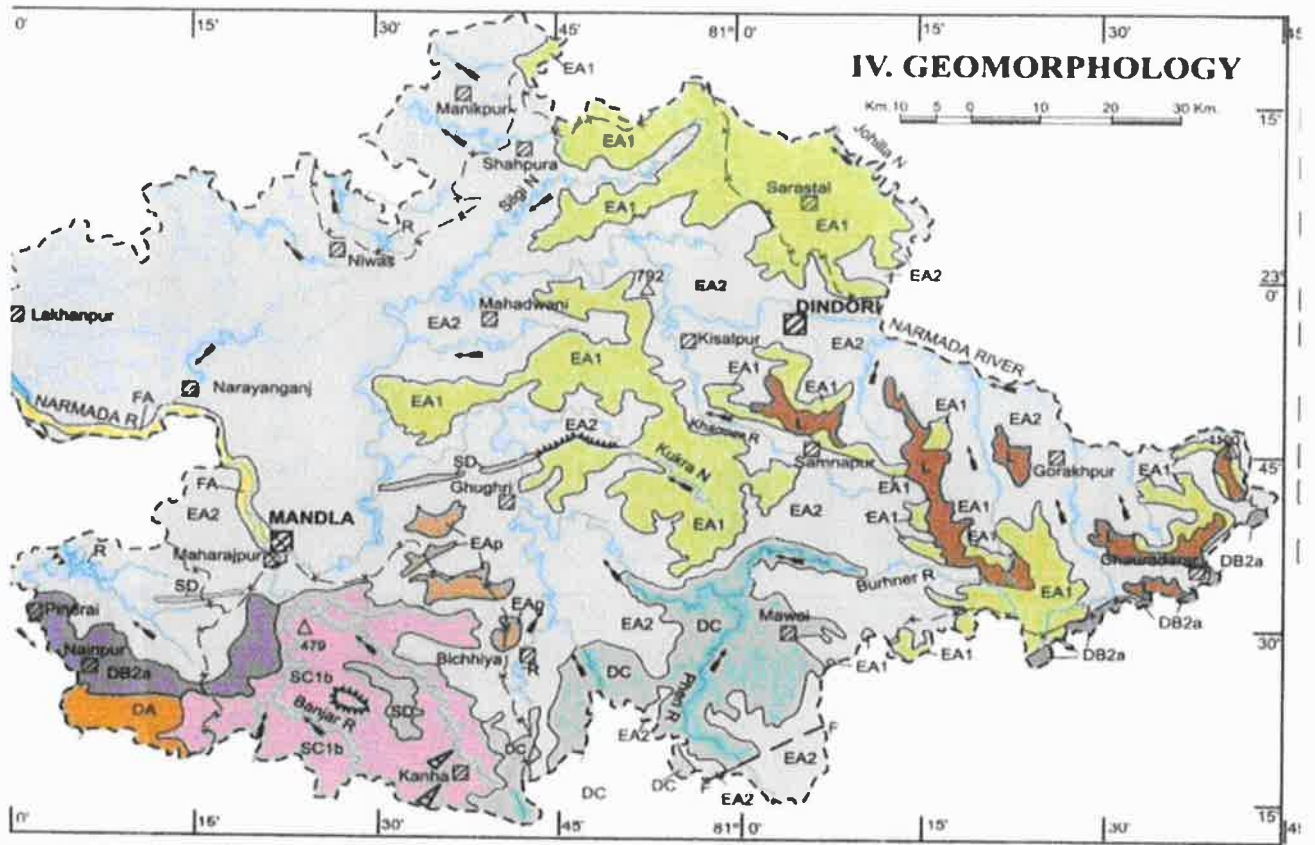 0' 15' 30' 45' 81° 0' 15' 30'
IV. GEOMORPHOLOGY
Km. 10 5 0 10 20 30 Km.
EA1
Manikpur
15'
Johilla N
EA1
Shahpura
Silgi N
Sarastal
EA1
EA1
R
Niwas
EA2
23°
0'
792
EA2
Lakhanpur
Mahadwani
EA2
DINDORI
Kisalpur
NARMADA RIVER
EA2
EA1
Narayanganj
EA1
EA1
FA
EA1
NARMADA R
EA1
EA2
L
EA2
Samnapur
Kukra N
Gorakhpur
SD
L
45'
EA1
Ghughri
EA1
FA
EA2
EA1
EA2
EA1
EA1
MANDLA
EAp
Maharajpur
R
Burhner R
DB2a
SD
EA1
Pindrai
EAp
EA2
DC
Mawai
DB2a
30'
479
Bichhiya
R
DB2a
Nainpur
EA1
EA1
DB2a
SC1b
DC
Phen R
DA
Banjar R
SD
EA2
F
SC1b
DC
EA2
Kanha
DC
DC
F
EA2
15'
0' 15' 30' 45' 81° 0' 15' 30'